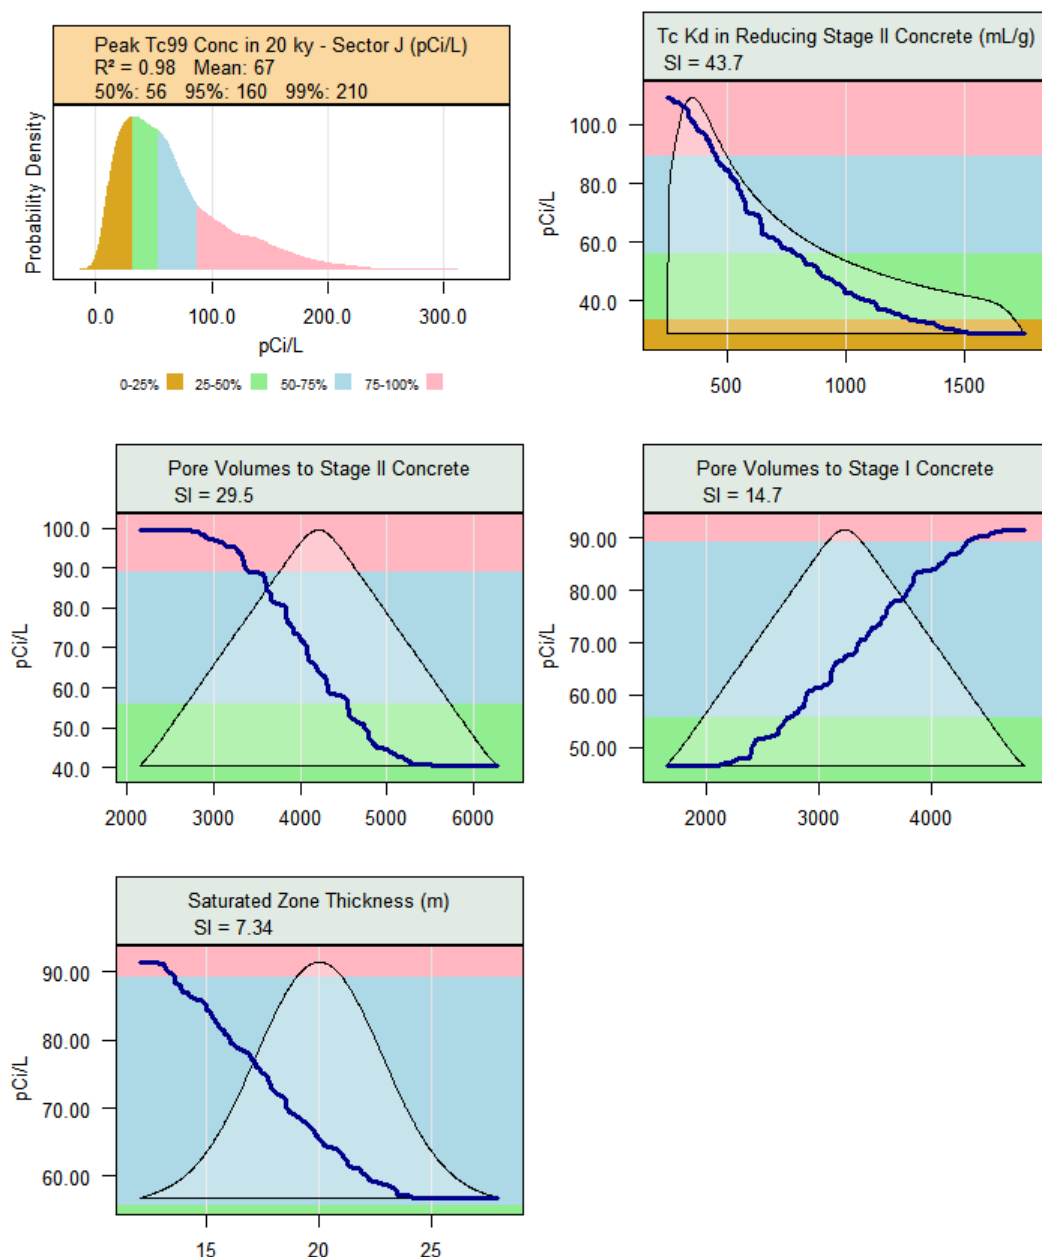 Peak Tc99 Conc in 20 ky - Sector J (pCi/L)
R² = 0.98 Mean: 67
50%: 56 95%: 160 99%: 210
Probability Density
0.0 100.0 200.0 300.0
pCi/L
0-25% 25-50% 50-75% 75-100%
Tc Kd in Reducing Stage II Concrete (mL/g)
SI = 43.7
pCi/L
100.0
80.0
60.0
40.0
500 1000 1500
Pore Volumes to Stage II Concrete
SI = 29.5
pCi/L
100.0
90.0
80.0
70.0
60.0
50.0
40.0
2000 3000 4000 5000 6000
Pore Volumes to Stage I Concrete
SI = 14.7
pCi/L
90.00
80.00
70.00
60.00
50.00
2000 3000 4000
Saturated Zone Thickness (m)
SI = 7.34
pCi/L
90.00
80.00
70.00
60.00
15 20 25